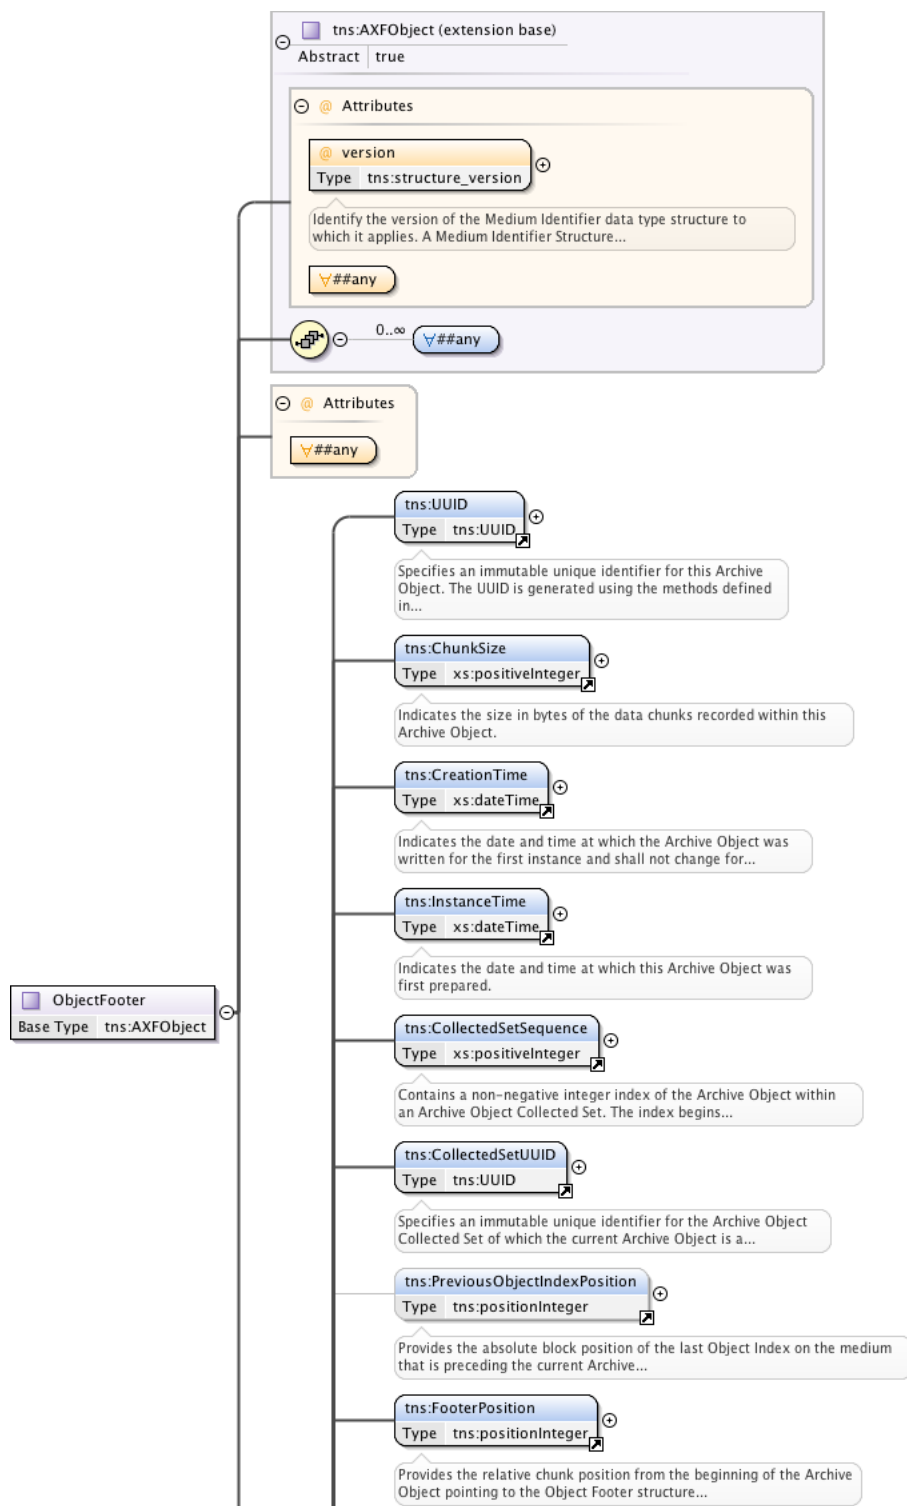 tns:AXFObject (extension base)
Abstract true
@ Attributes
@ version
Type tns:structure_version
Identify the version of the Medium Identifier data type structure to
which it applies. A Medium Identifier Structure...
∀##any
0..∞ ∀##any
@ Attributes
∀##any
tns:UUID
Type tns:UUID
Specifies an immutable unique identifier for this Archive
Object. The UUID is generated using the methods defined
in...
tns:ChunkSize
Type xs:positiveInteger
Indicates the size in bytes of the data chunks recorded within this
Archive Object.
tns:CreationTime
Type xs:dateTime
Indicates the date and time at which the Archive Object was
written for the first instance and shall not change for...
tns:InstanceTime
Type xs:dateTime
Indicates the date and time at which this Archive Object was
first prepared.
ObjectFooter
Base Type tns:AXFObject
tns:CollectedSetSequence
Type xs:positiveInteger
Contains a non-negative integer index of the Archive Object within
an Archive Object Collected Set. The index begins...
tns:CollectedSetUUID
Type tns:UUID
Specifies an immutable unique identifier for the Archive Object
Collected Set of which the current Archive Object is a...
tns:PreviousObjectIndexPosition
Type tns:positionInteger
Provides the absolute block position of the last Object Index on the medium
that is preceding the current Archive...
tns:FooterPosition
Type tns:positionInteger
Provides the relative chunk position from the beginning of the Archive
Object pointing to the Object Footer structure...